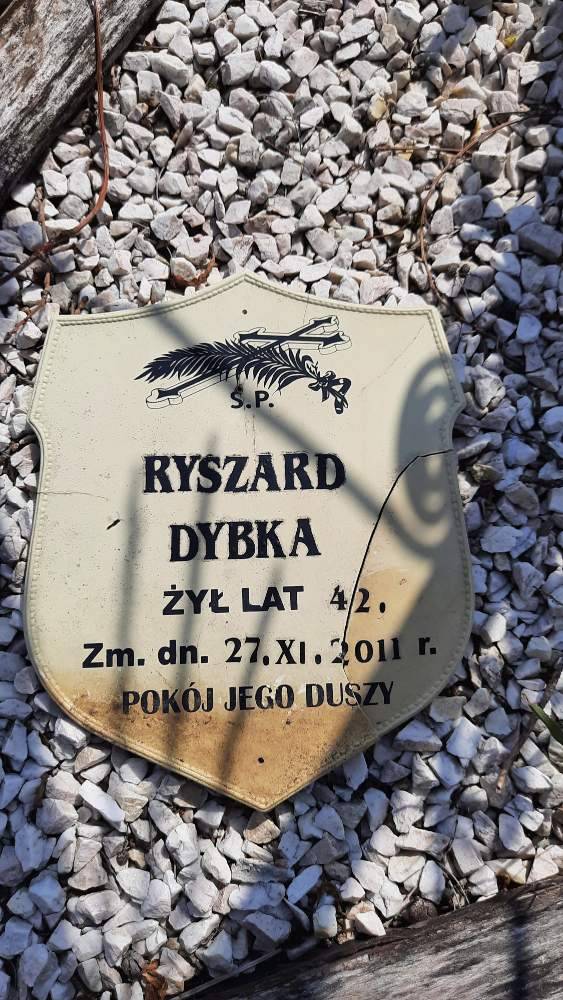 Ś.P.
RYSZARD
DYBKA
ŻYŁ LAT 42.
Zm. dn. 27.XI.2011 r.
POKÓJ JEGO DUSZY